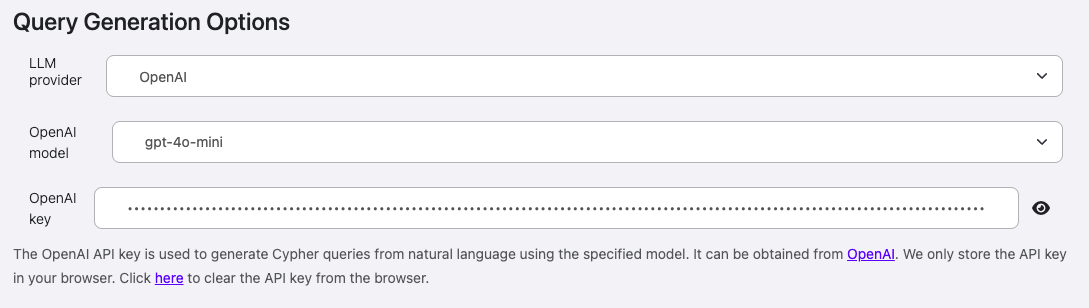 Query Generation Options
LLM
provider
OpenAI
OpenAI
model
gpt-4o-mini
OpenAI
key
The OpenAI API key is used to generate Cypher queries from natural language using the specified model. It can be obtained from OpenAI. We only store the API key
in your browser. Click here to clear the API key from the browser.